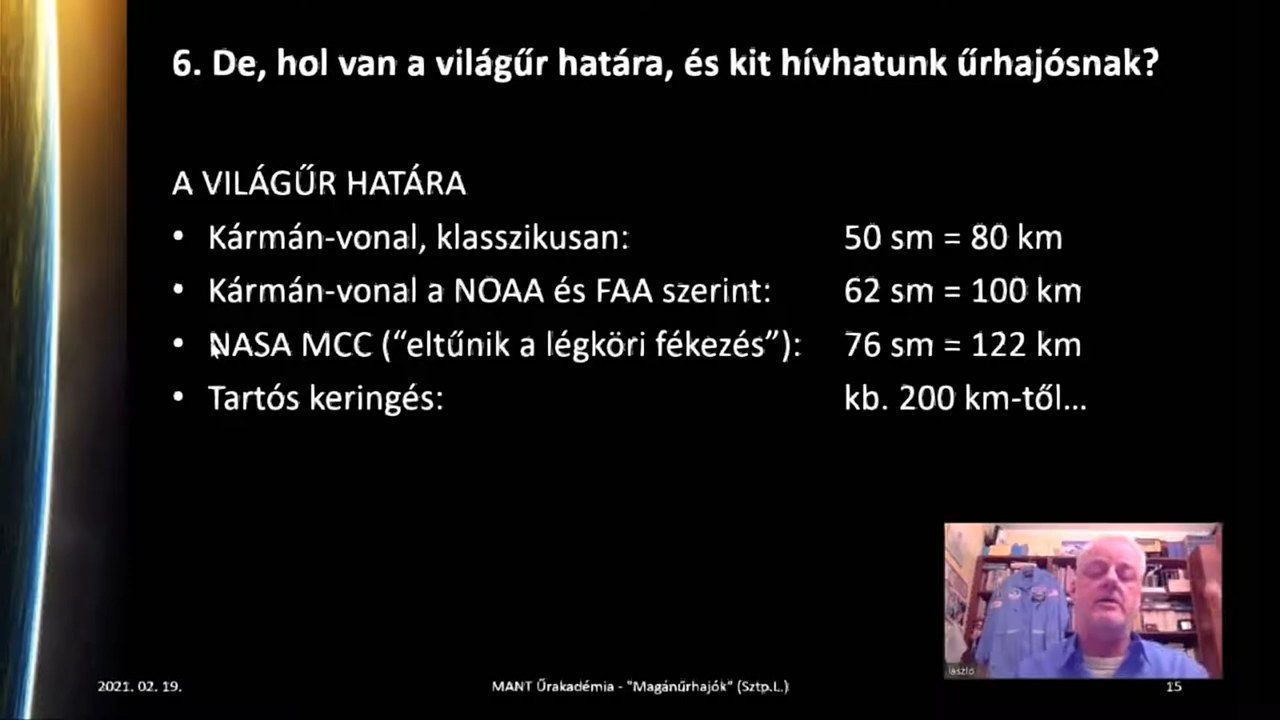 6. De, hol van a világűr határa, és kit hívhatunk űrhajósnak?
A VILÁGŰR HATÁRA
• Kármán-vonal, klasszikusan: 50 sm = 80 km
• Kármán-vonal a NOAA és FAA szerint: 62 sm = 100 km
• NASA MCC (“eltűnik a légköri fékezés”): 76 sm = 122 km
• Tartós keringés: kb. 200 km-től...
lászló
2021. 02. 19. MANT Űrakadémia - "Magánűrhajók" (Sztp.L.) 15